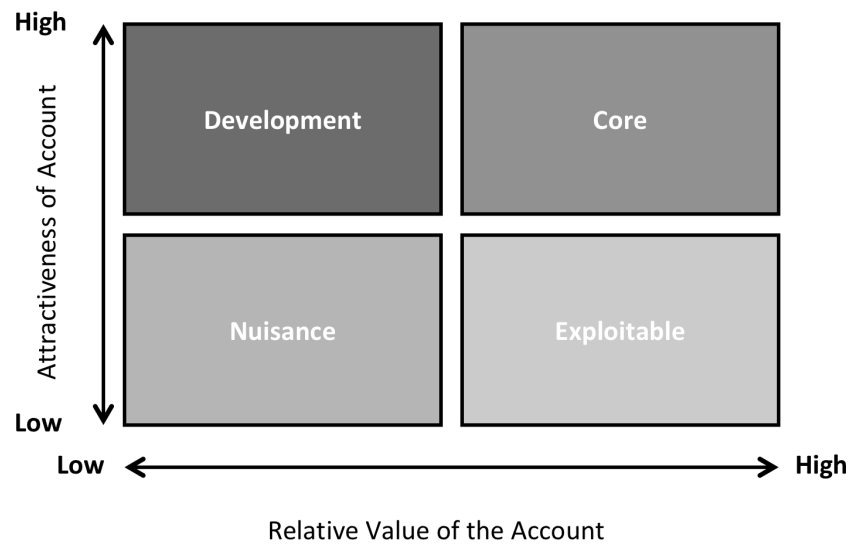 High
Attractiveness of Account
Development
Core
Nuisance
Exploitable
Low
Low
High
Relative Value of the Account